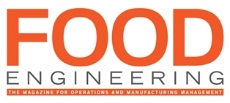 FOOD
ENGINEERING
THE MAGAZINE FOR OPERATIONS AND MANUFACTURING MANAGEMENT